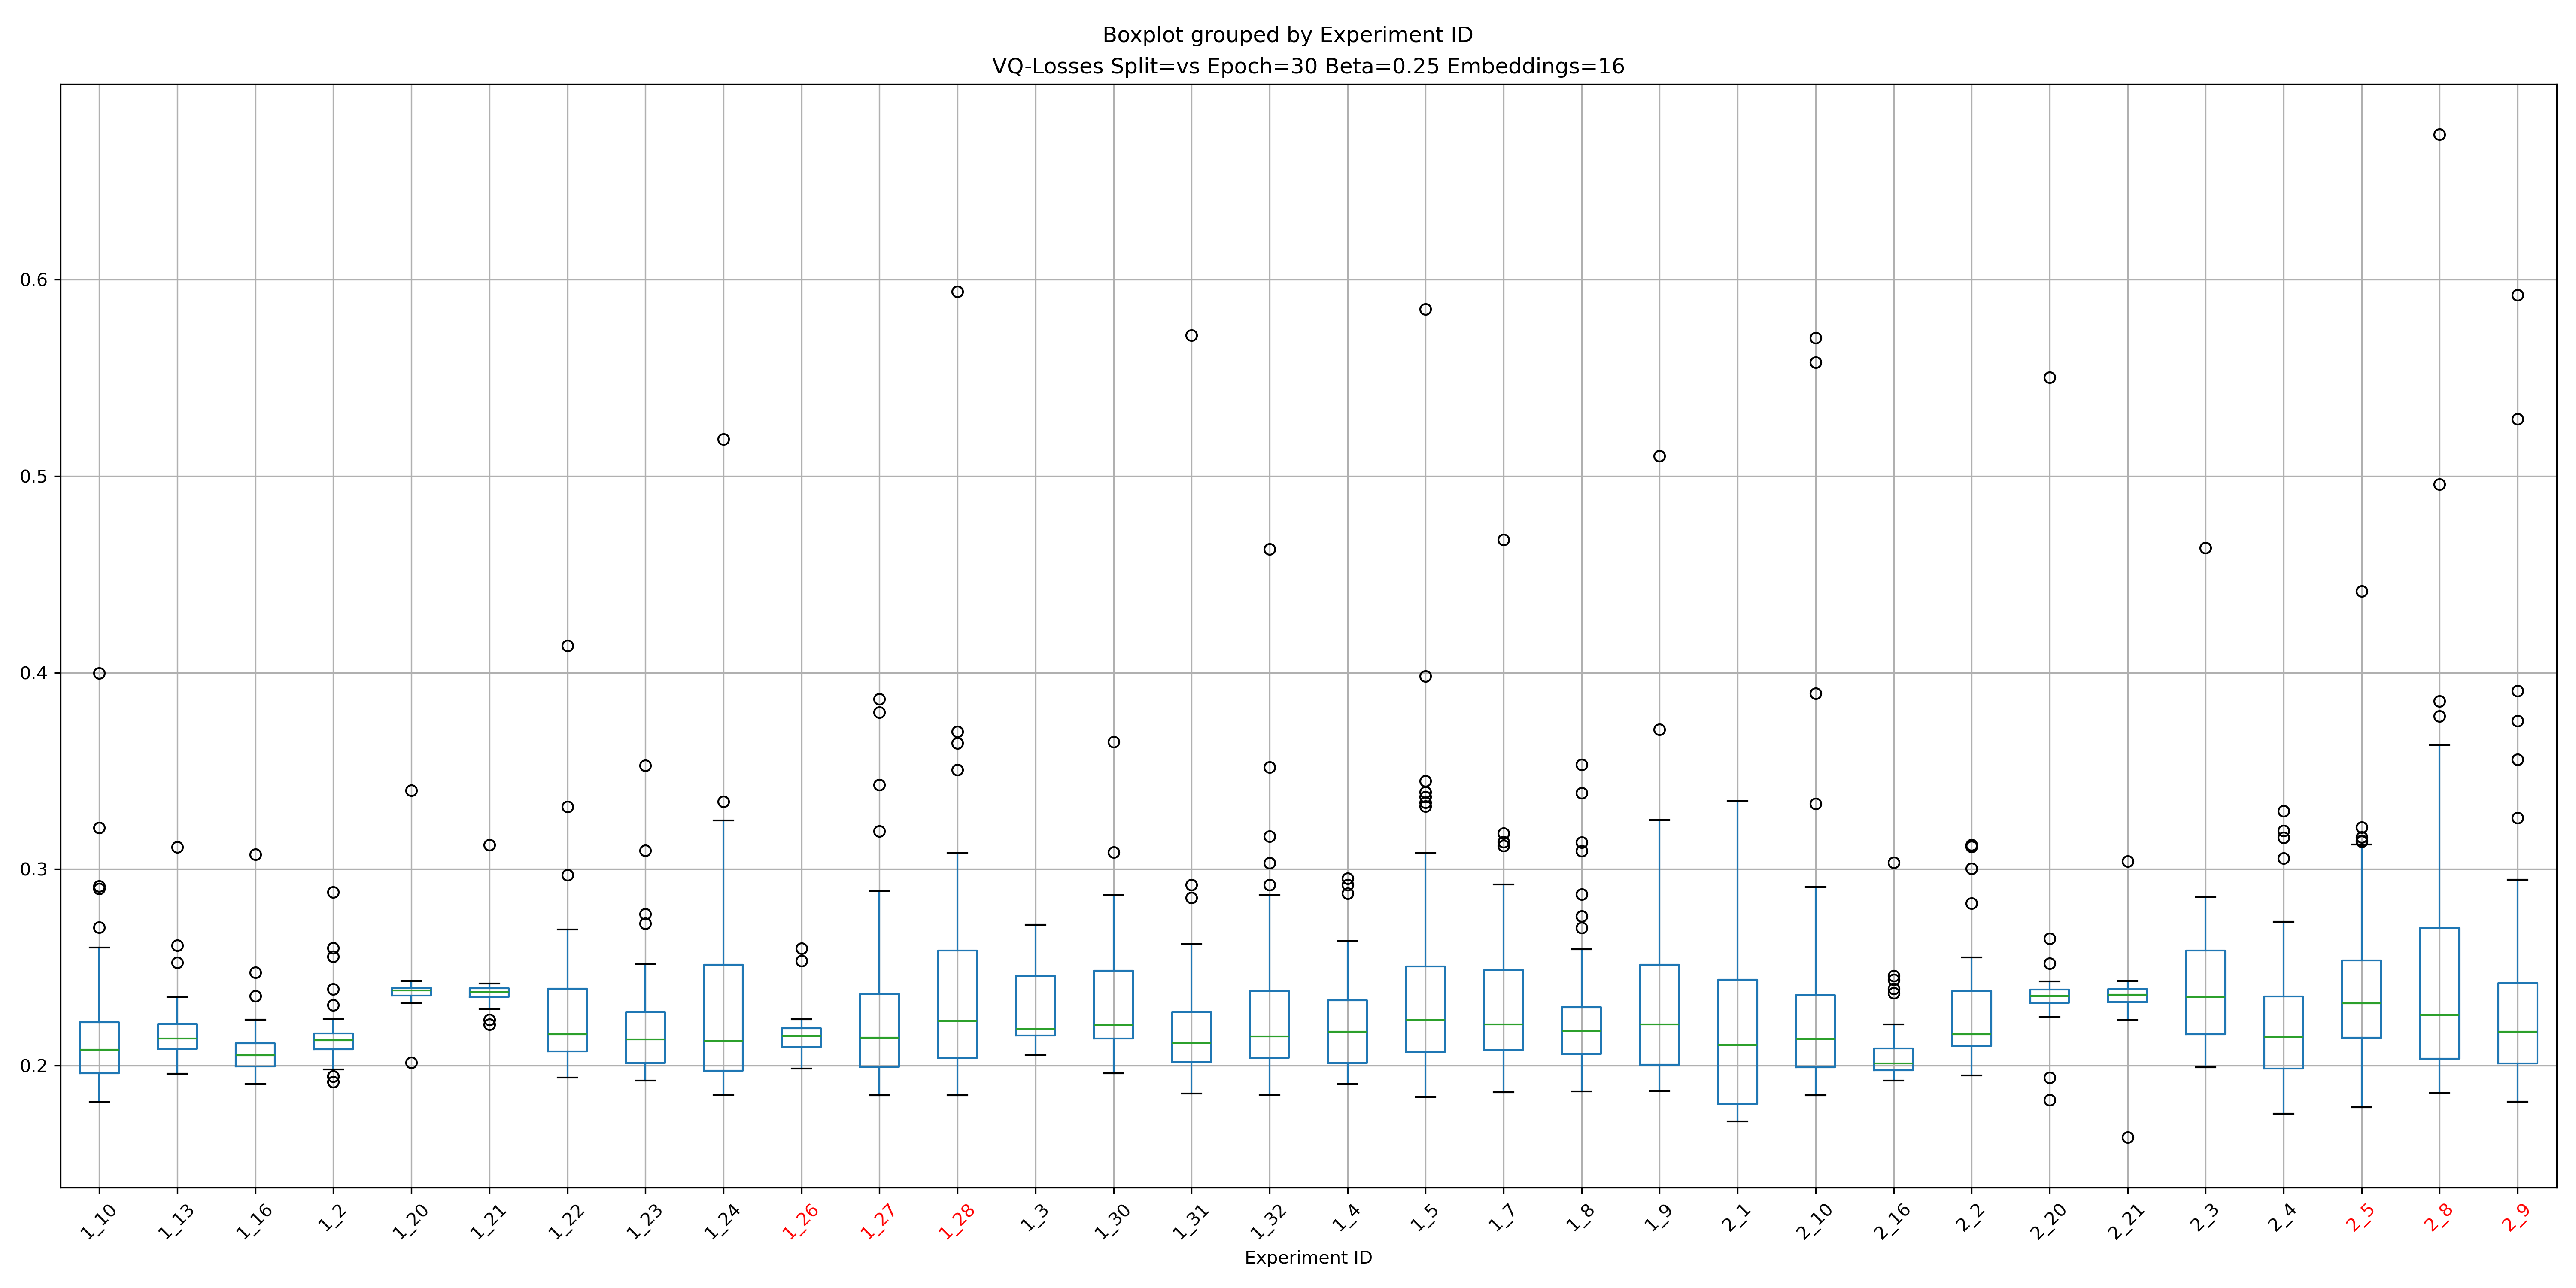 Boxplot grouped by Experiment ID
VQ-Losses Split=vs Epoch=30 Beta=0.25 Embeddings=16
0.6
0.5
0.4
0.3
0.2
1_10 1_13 1_16 1_2 1_20 1_21 1_22 1_23 1_24 1_26 1_27 1_28 1_3 1_30 1_31 1_32 1_4 1_5 1_7 1_8 1_9 2_1 2_10 2_16 2_2 2_20 2_21 2_3 2_4 2_5 2_8 2_9
Experiment ID